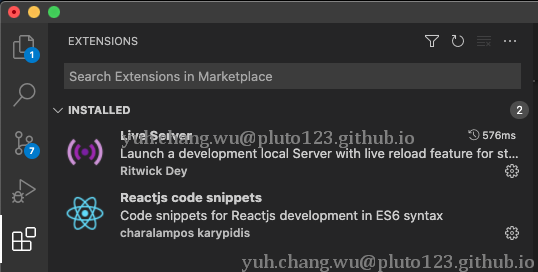 1
EXTENSIONS
Search Extensions in Marketplace
INSTALLED
2
Live Server
576ms
yuh.chang.wu@pluto123.github.io
Launch a development local Server with live reload feature for st...
Ritwick Dey
7
Reactjs code snippets
Code snippets for Reactjs development in ES6 syntax
charalampos karypidis
yuh.chang.wu@pluto123.github.io